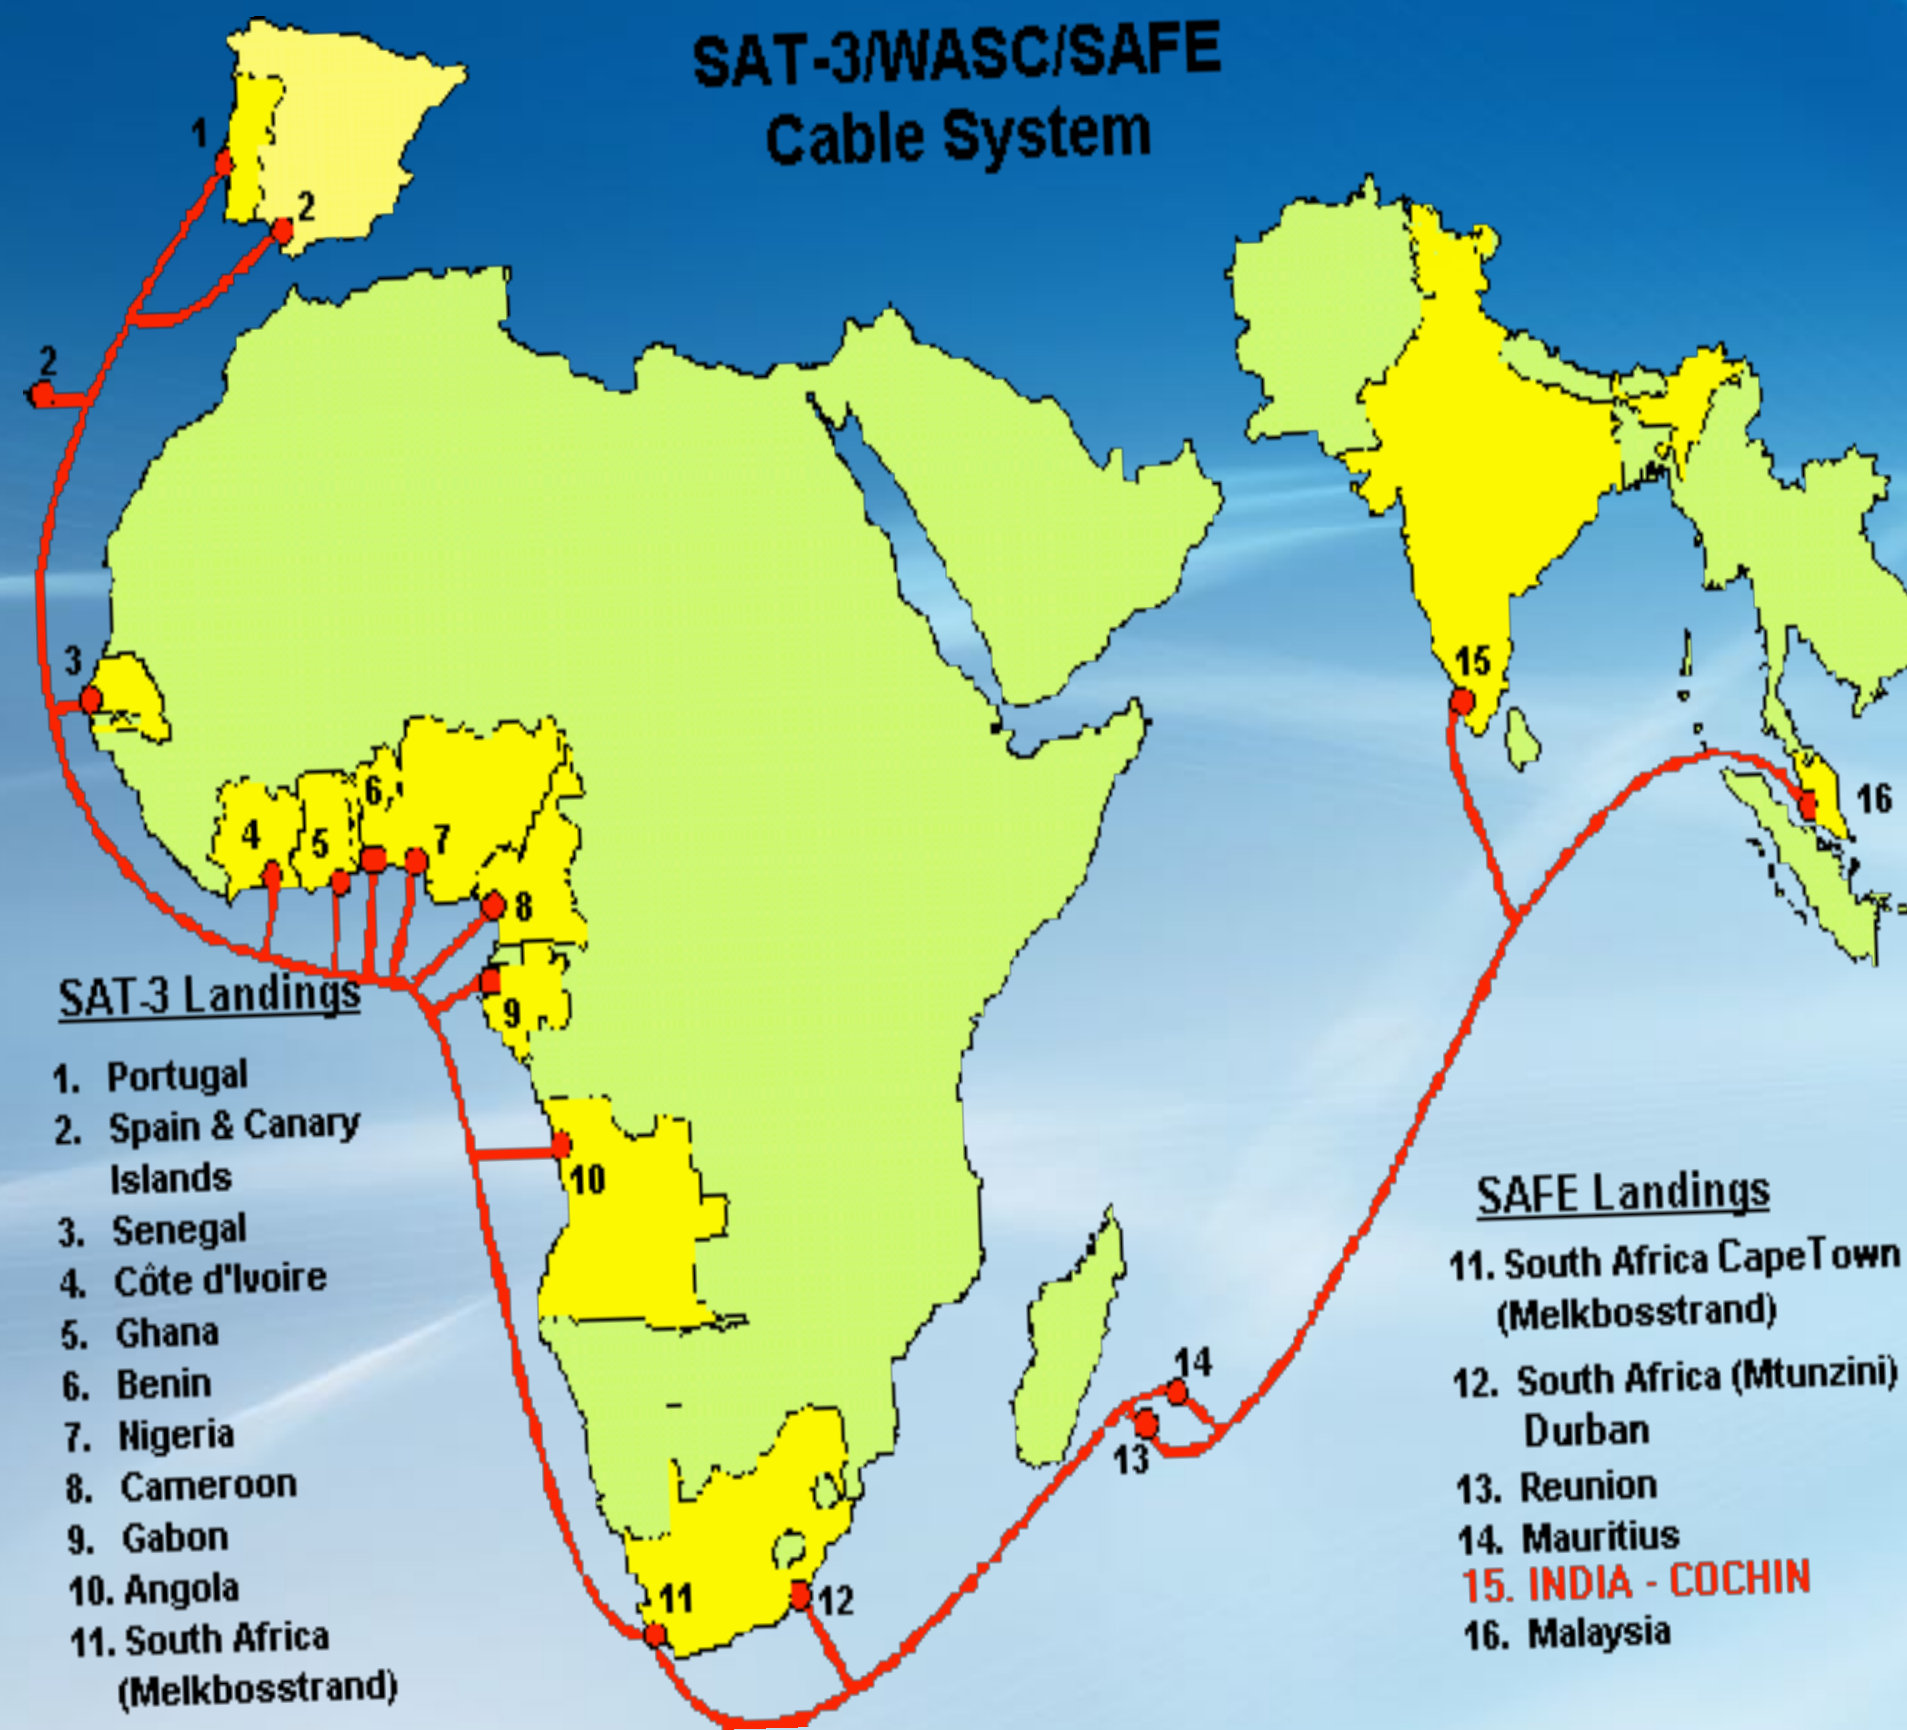 SAT-3/WASC/SAFE
Cable System
1
2
2
3
4
5
6
7
8
9
10
11
12
13
14
15
16
SAT-3 Landings
1. Portugal
2. Spain & Canary
Islands
3. Senegal
4. Côte d'Ivoire
5. Ghana
6. Benin
7. Nigeria
8. Cameroon
9. Gabon
10. Angola
11. South Africa
(Melkbosstrand)
SAFE Landings
11. South Africa CapeTown
(Melkbosstrand)
12. South Africa (Mtunzini)
Durban
13. Reunion
14. Mauritius
15. INDIA - COCHIN
16. Malaysia